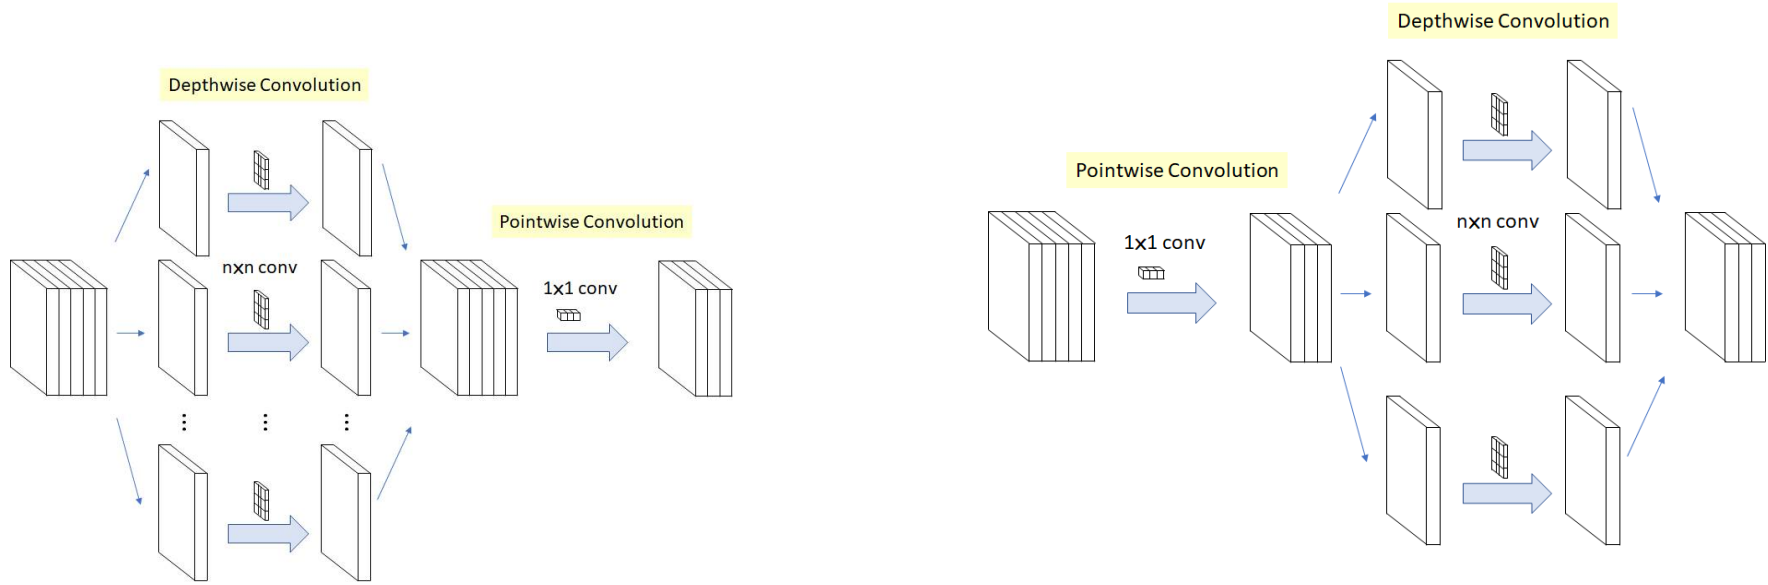 Depthwise Convolution
nxn conv
Pointwise Convolution
1x1 conv
Pointwise Convolution
1x1 conv
Depthwise Convolution
nxn conv